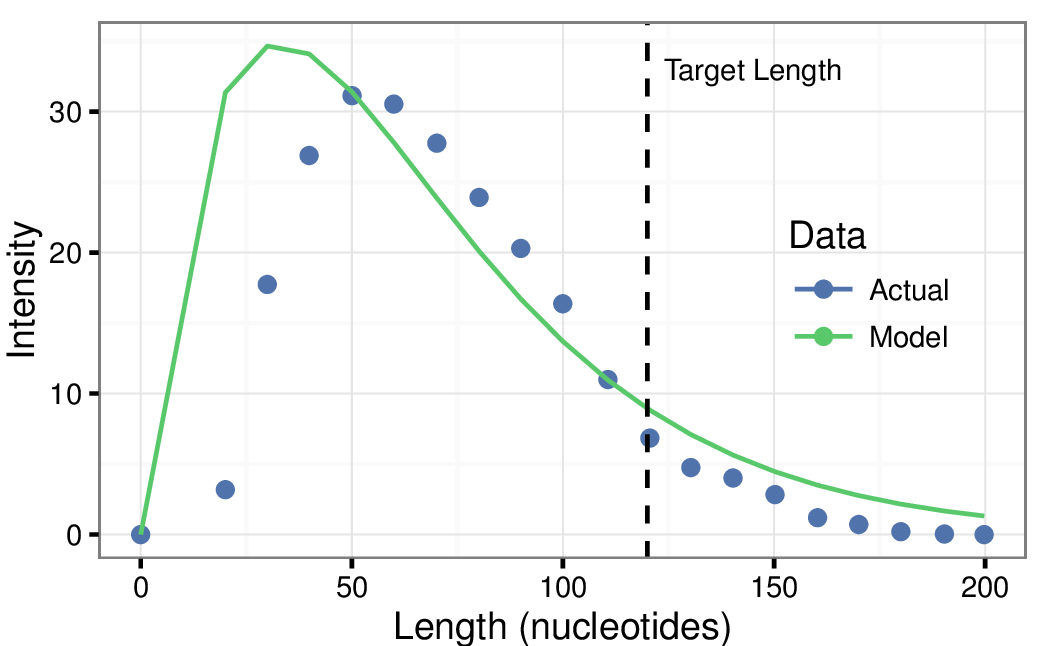 Target Length
30
20
10
0
Intensity
Data
Actual
Model
0 50 100 150 200
Length (nucleotides)